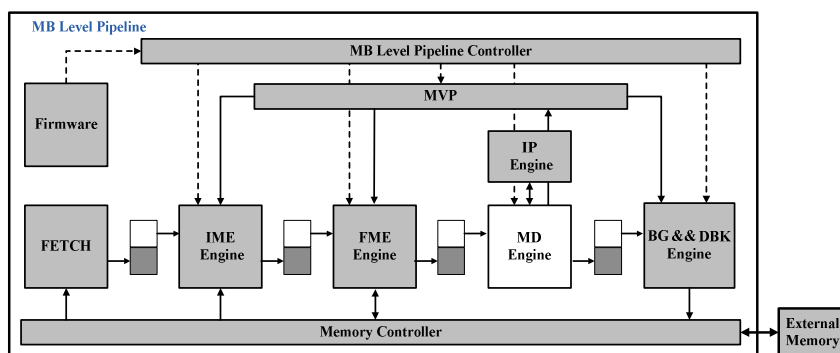 MB Level Pipeline
MB Level Pipeline Controller
MVP
Firmware
IP
Engine
FETCH
IME
Engine
FME
Engine
MD
Engine
BG && DBK
Engine
Memory Controller
External
Memory